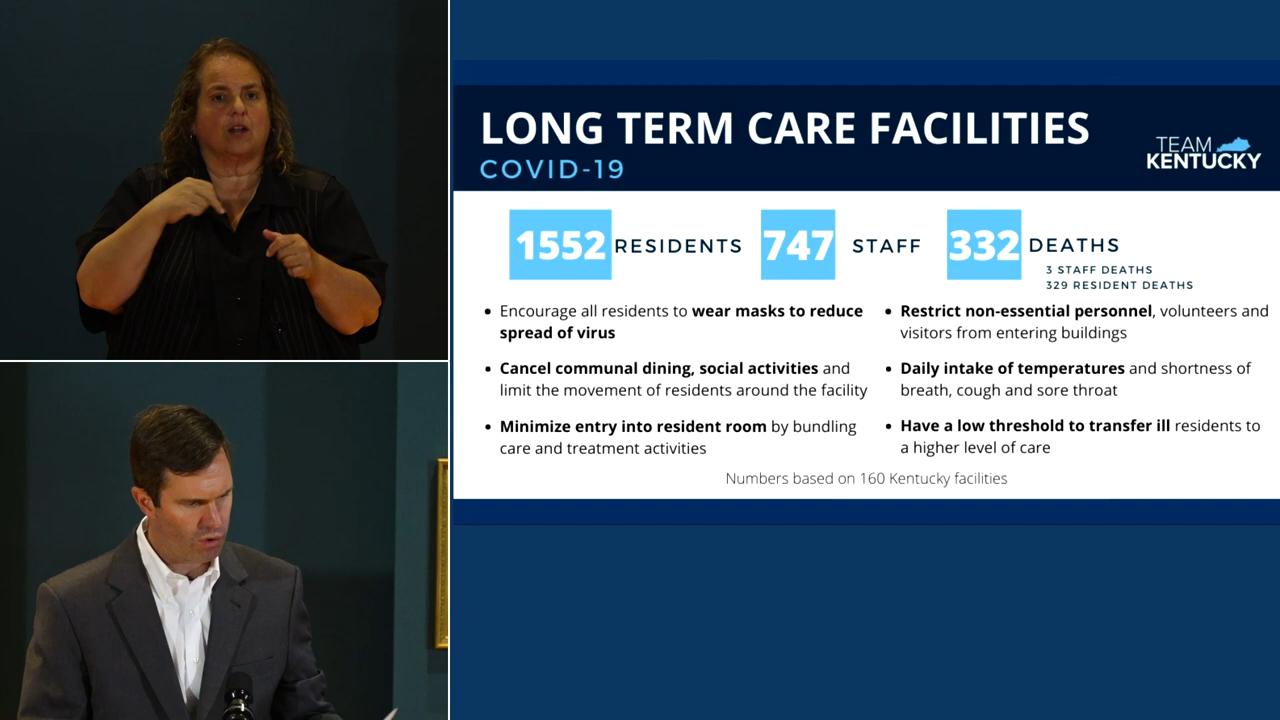 LONG TERM CARE FACILITIES
COVID-19
TEAM
KENTUCKY
1552 RESIDENTS
747 STAFF
332 DEATHS
3 STAFF DEATHS
329 RESIDENT DEATHS
• Encourage all residents to wear masks to reduce
spread of virus
• Cancel communal dining, social activities and
limit the movement of residents around the facility
• Minimize entry into resident room by bundling
care and treatment activities
• Restrict non-essential personnel, volunteers and
visitors from entering buildings
• Daily intake of temperatures and shortness of
breath, cough and sore throat
• Have a low threshold to transfer ill residents to
a higher level of care
Numbers based on 160 Kentucky facilities